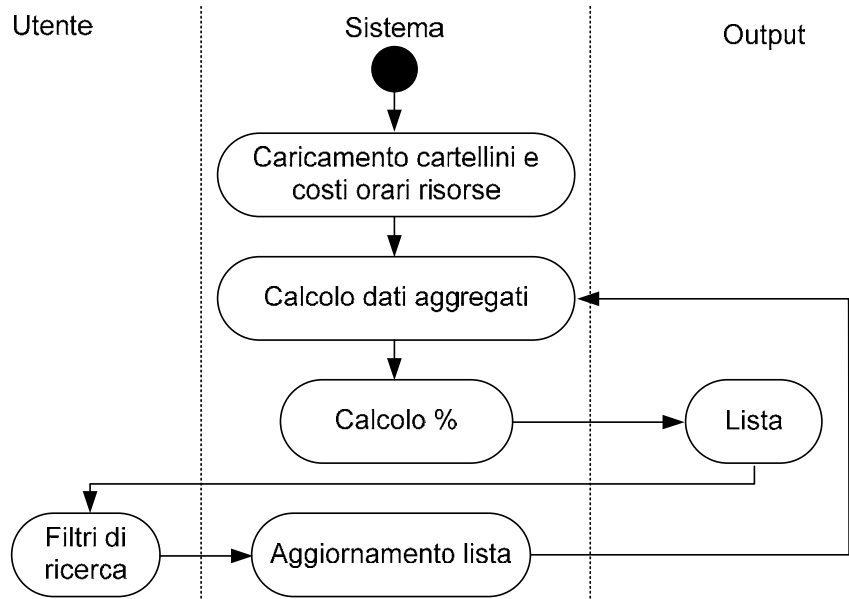 Utente
Sistema
Output
Caricamento cartellini e
costi orari risorse
Calcolo dati aggregati
Calcolo %
Lista
Filtri di
ricerca
Aggiornamento lista